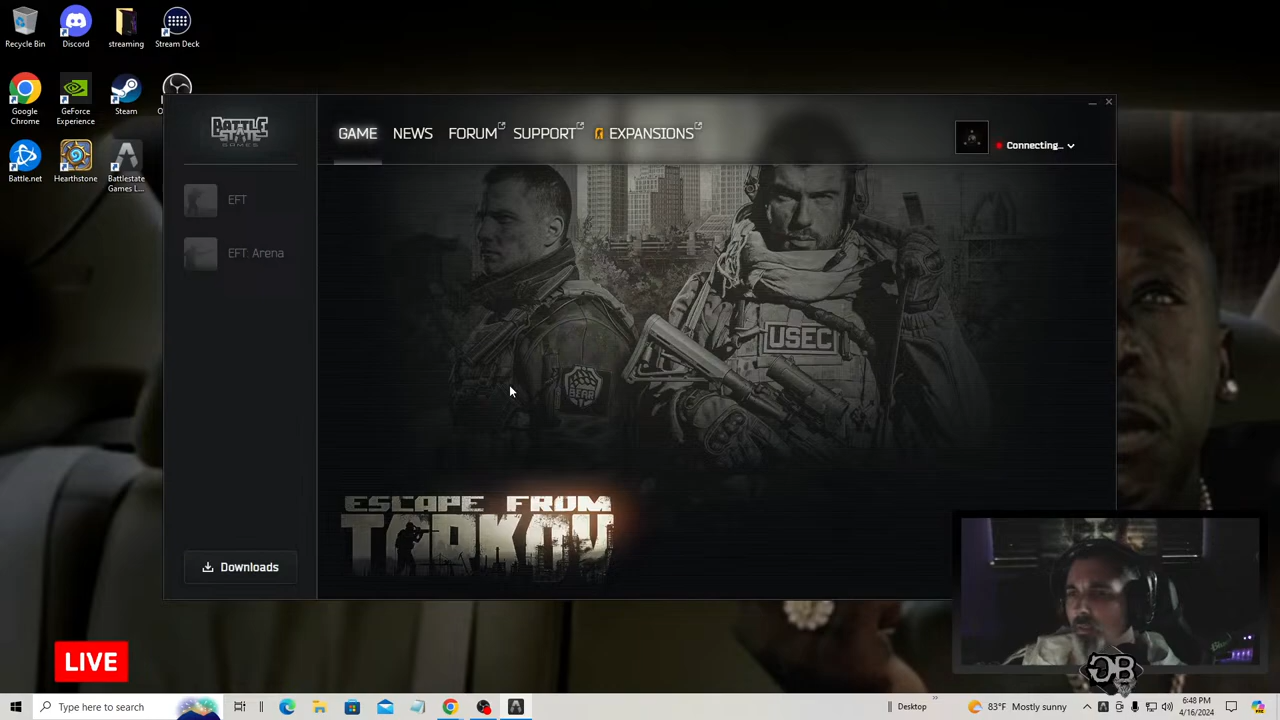 Recycle Bin
Discord
streaming
Stream Deck
Google Chrome
GeForce Experience
Steam
Battle.net
Hearthstone
Battlestate Games L...
BATTLE STATE GAMES
GAME
NEWS
FORUM
SUPPORT
EXPANSIONS
Connecting...
EFT
EFT: Arena
USEC
BEAR
ESCAPE FROM
TARKOV
Downloads
LIVE
Type here to search
Desktop
83°F Mostly sunny
6:48 PM
4/16/2024